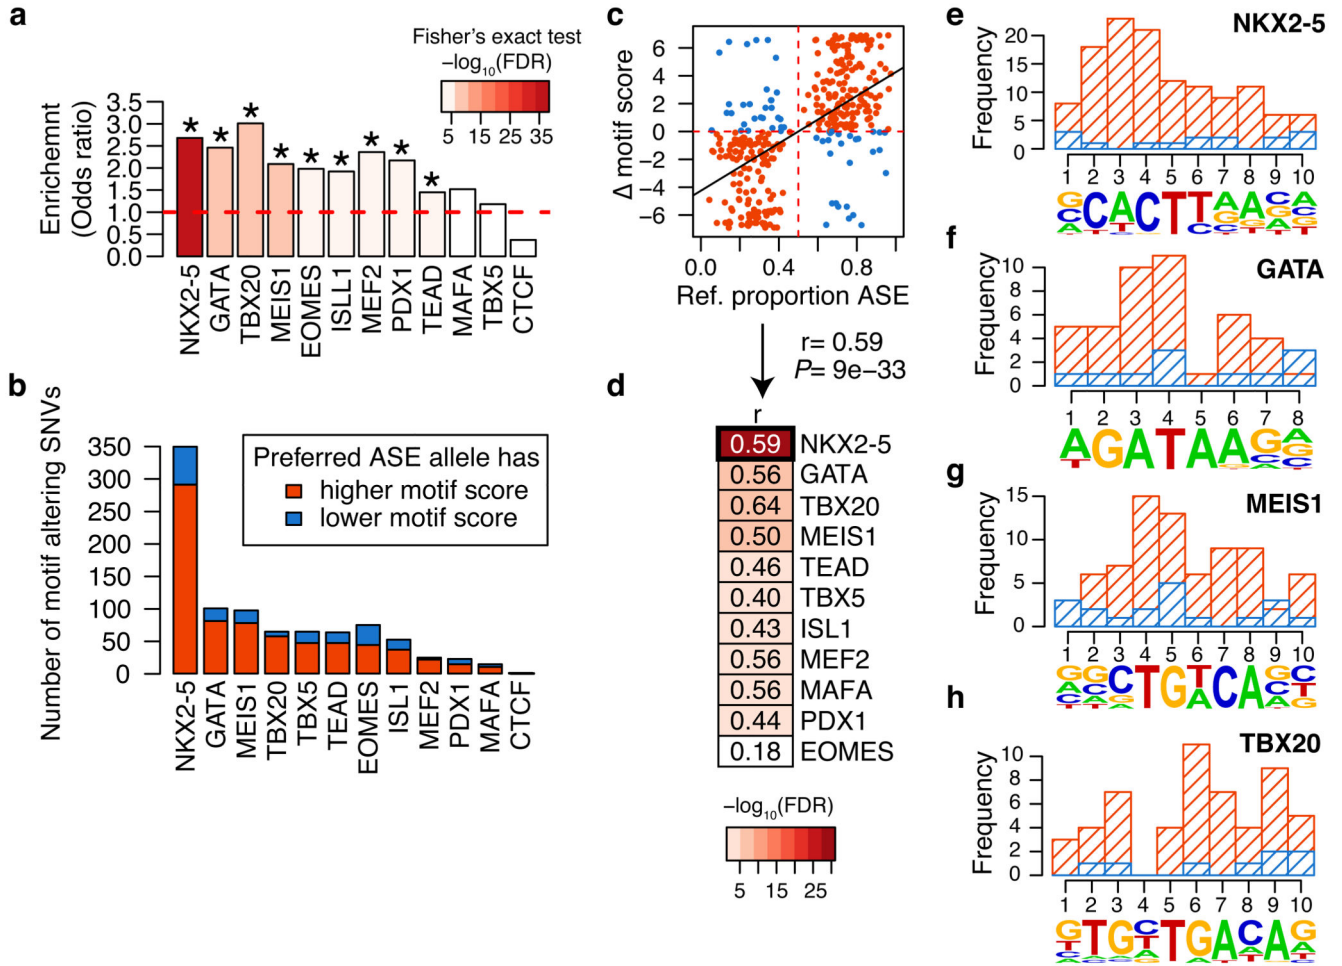 a
Fisher's exact test
−log10(FDR)
5 15 25 35
Enrichemnt
(Odds ratio)
3.5
3.0
2.5
2.0
1.5
1.0
0.5
0.0
* * * * * * * * *
NKX2-5 GATA TBX20 MEIS1 EOMES ISLL1 MEF2 PDX1 TEAD MAFA TBX5 CTCF
b
Number of motif altering SNVs
350
300
250
200
150
100
50
0
Preferred ASE allele has
higher motif score
lower motif score
NKX2-5 GATA MEIS1 TBX20 TBX5 TEAD EOMES ISL1 MEF2 PDX1 MAFA CTCF
c
Δ motif score
6
4
2
0
−2
−4
−6
0.0 0.4 0.8
Ref. proportion ASE
r= 0.59
P= 9e−33
d
r
0.59 NKX2-5
0.56 GATA
0.64 TBX20
0.50 MEIS1
0.46 TEAD
0.40 TBX5
0.43 ISL1
0.56 MEF2
0.56 MAFA
0.44 PDX1
0.18 EOMES
−log10(FDR)
5 15 25
e
NKX2-5
Frequency
20
15
10
5
0
1 2 3 4 5 6 7 8 9 10
f
GATA
Frequency
10
8
6
4
2
0
1 2 3 4 5 6 7 8
AGATAAGA
g
MEIS1
Frequency
15
10
5
0
1 2 3 4 5 6 7 8 9 10
h
TBX20
Frequency
10
8
6
4
2
0
1 2 3 4 5 6 7 8 9 10